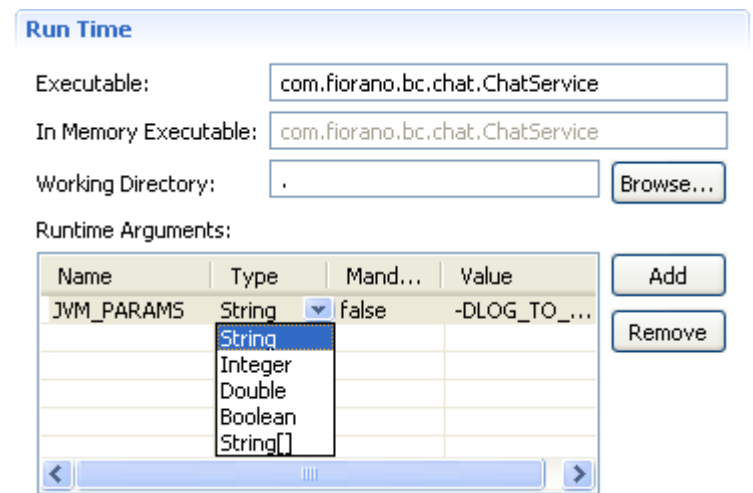 Run Time
Executable: com.fiorano.bc.chat.ChatService
In Memory Executable: com.fiorano.bc.chat.ChatService
Working Directory: . Browse...
Runtime Arguments:
Name Type Mand... Value Add
JVM_PARAMS String false -DLOG_TO_... Remove
String
Integer
Double
Boolean
String[]